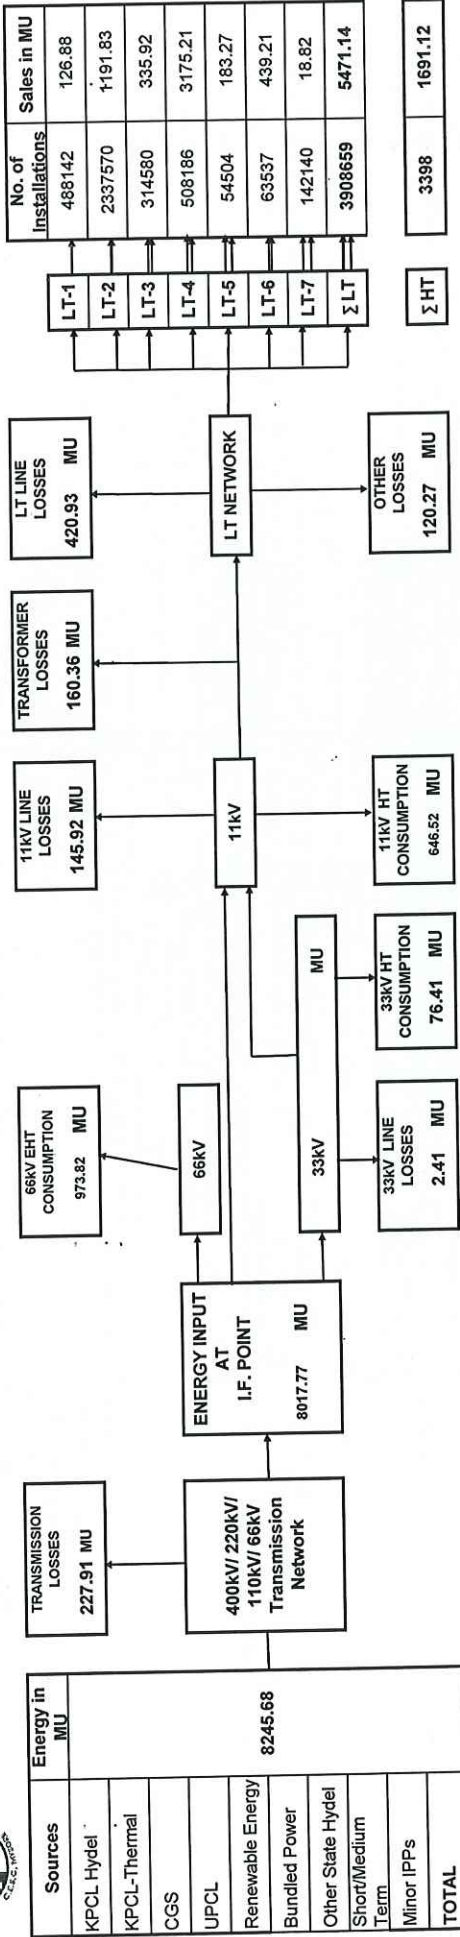 C.E.S.C, MYSORE
Sources Energy in
MU
KPCL Hydel
KPCL-Thermal
CGS
UPCL
Renewable Energy
Bundled Power
Other State Hydel
Short/Medium
Term
Minor IPPs
TOTAL
8245.68
TRANSMISSION
LOSSES
227.91 MU
400kV/ 220kV/
110kV/ 66kV
Transmission
Network
ENERGY INPUT
AT
I.F. POINT
8017.77 MU
66kV EHT
CONSUMPTION
973.82 MU
66kV
33kV MU
33kV LINE
LOSSES
2.41 MU
33kV HT
CONSUMPTION
76.41 MU
11kV LINE
LOSSES
145.92 MU
11kV
11kV HT
CONSUMPTION
646.52 MU
TRANSFORMER
LOSSES
160.36 MU
LT LINE
LOSSES
420.93 MU
LT NETWORK
OTHER
LOSSES
120.27 MU
No. of
Installations Sales in MU
LT-1 488142 126.88
LT-2 2337570 1191.83
LT-3 314580 335.92
LT-4 508186 3175.21
LT-5 54504 183.27
LT-6 63537 439.21
LT-7 142140 18.82
Σ LT 3908659 5471.14
Σ HT 3398 1691.12